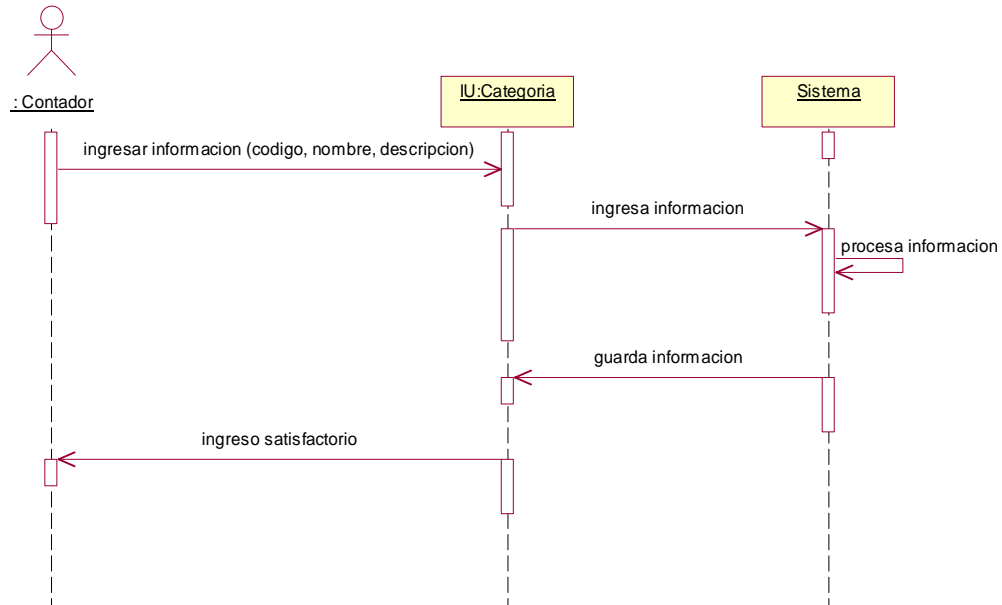 : Contador
IU:Categoria
Sistema
ingresar informacion (codigo, nombre, descripcion)
ingresa informacion
procesa informacion
guarda informacion
ingreso satisfactorio